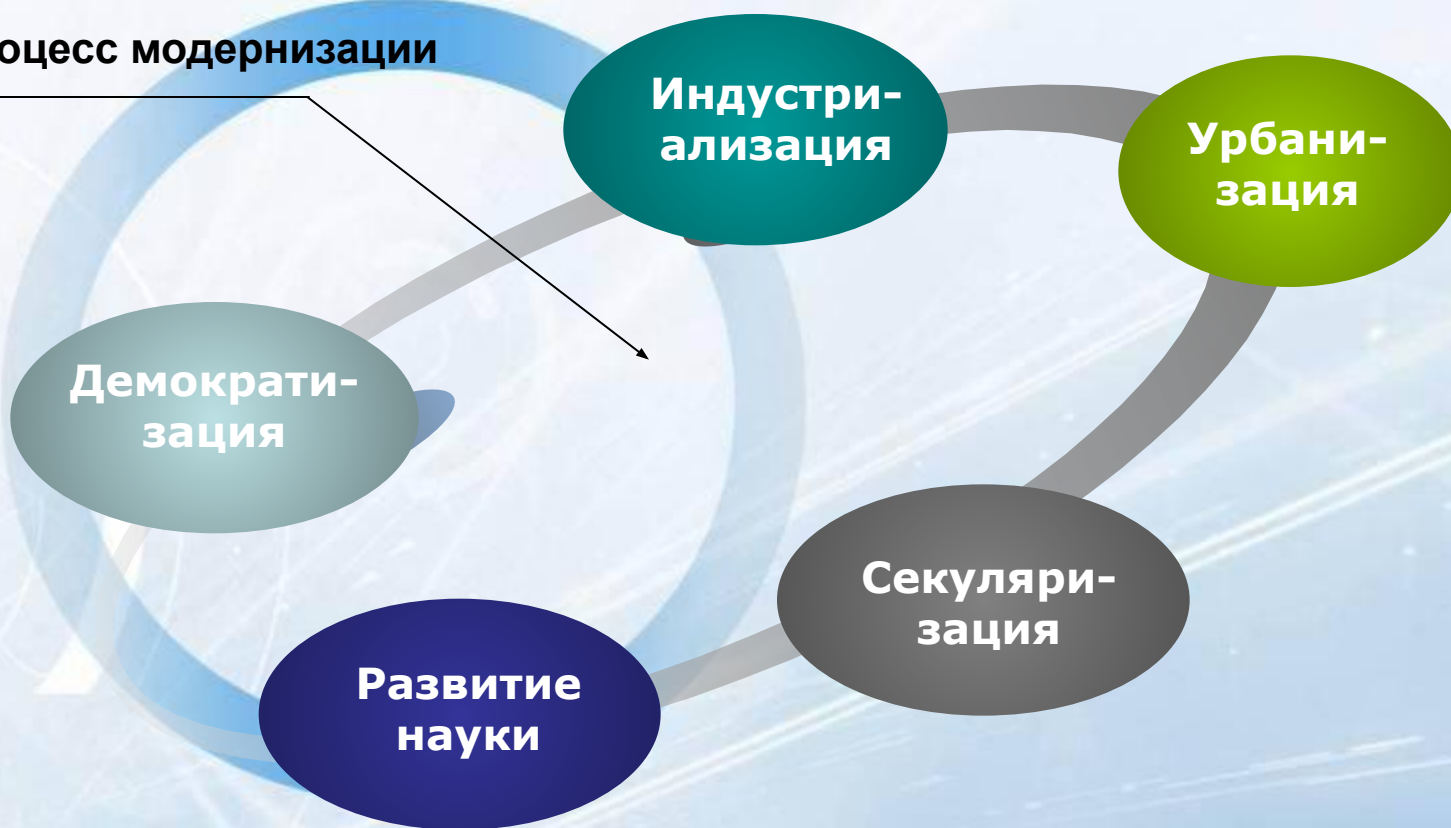 оцесс модернизации
Индустри-
ализация
Урбани-
зация
Демократи-
зация
Секуляри-
зация
Развитие
науки